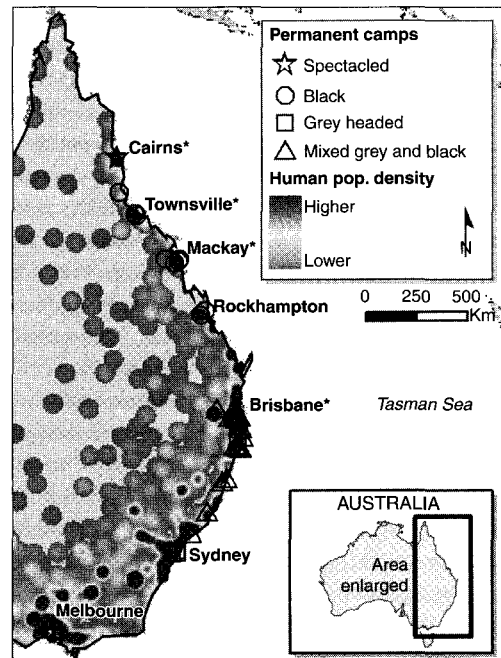 Permanent camps
Spectacled
Black
Grey headed
Mixed grey and black
Human pop. density
Higher
Lower
N
0 250 500
Km
Cairns*
Townsville*
Mackay*
Rockhampton
Brisbane*
Tasman Sea
Sydney
Melbourne
AUSTRALIA
Area
enlarged